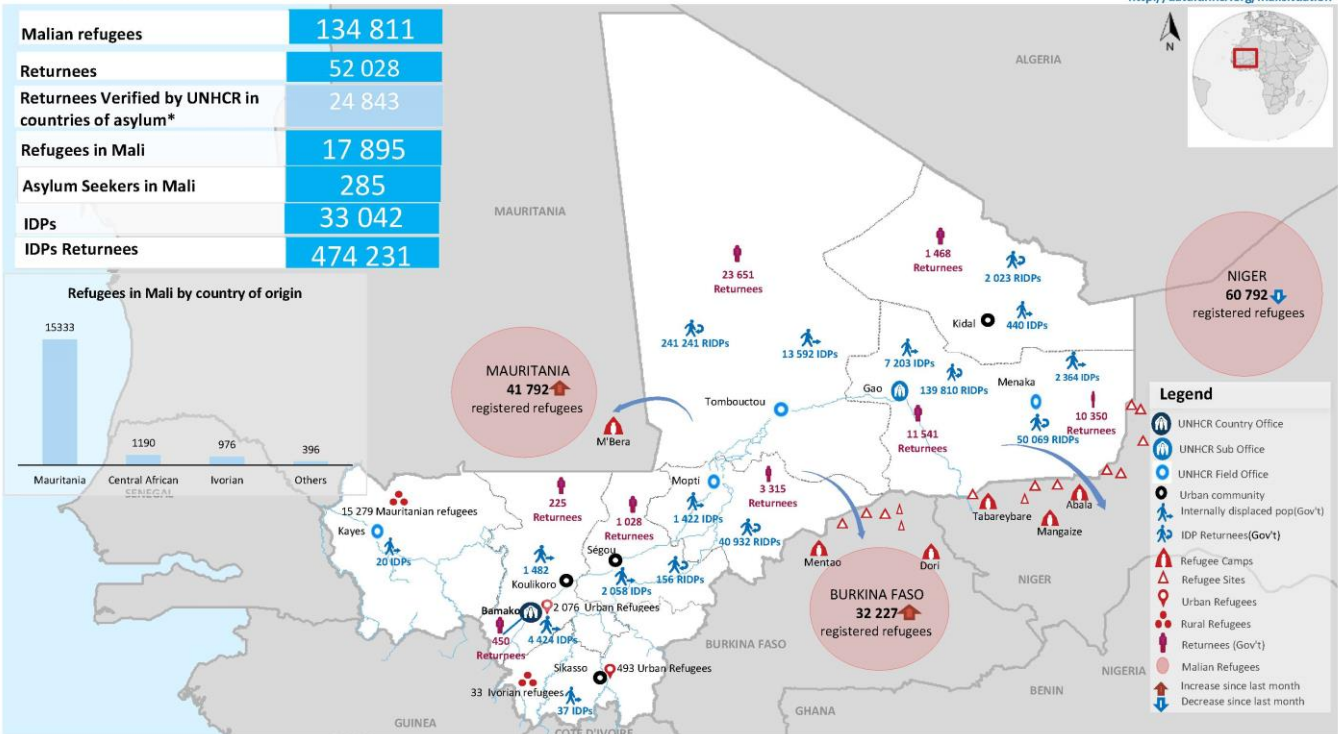 Malian refugees 134 811
Returnees 52 028
Returnees Verified by UNHCR in
countries of asylum* 24 843
Refugees in Mali 17 895
Asylum Seekers in Mali 285
IDPs 33 042
IDPs Returnees 474 231
Refugees in Mali by country of origin
15333
1190
976
396
Mauritania
Central African
Ivorian
Others
N
ALGERIA
MAURITANIA
SENEGAL
GUINEA
COTE D'IVOIRE
GHANA
BENIN
NIGERIA
NIGER
BURKINA FASO
1 468
Returnees
2 023 RIDPs
Kidal
440 IDPs
23 651
Returnees
241 241 RIDPs
13 592 IDPs
Tombouctou
7 203 IDPs
Gao
139 810 RIDPs
11 541
Returnees
Menaka
2 364 IDPs
10 350
Returnees
50 069 RIDPs
NIGER
60 792
registered refugees
MAURITANIA
41 792
registered refugees
M'Bera
Mopti
3 315
Returnees
1 422 IDPs
40 932 RIDPs
225
Returnees
1 028
Returnees
Ségou
2 058 IDPs
156 RIDPs
15 279 Mauritanian refugees
Kayes
20 IDPs
1 482
Koulikoro
Bamako
2 076 Urban Refugees
450
Returnees
4 424 IDPs
Sikasso
493 Urban Refugees
33 Ivorian refugees
37 IDPs
Mentao
Dori
Tabareybare
Mangaize
Abala
BURKINA FASO
32 227
registered refugees
Legend
UNHCR Country Office
UNHCR Sub Office
UNHCR Field Office
Urban community
Internally displaced pop(Gov't)
IDP Returnees(Gov't)
Refugee Camps
Refugee Sites
Urban Refugees
Rural Refugees
Returnees (Gov't)
Malian Refugees
Increase since last month
Decrease since last month